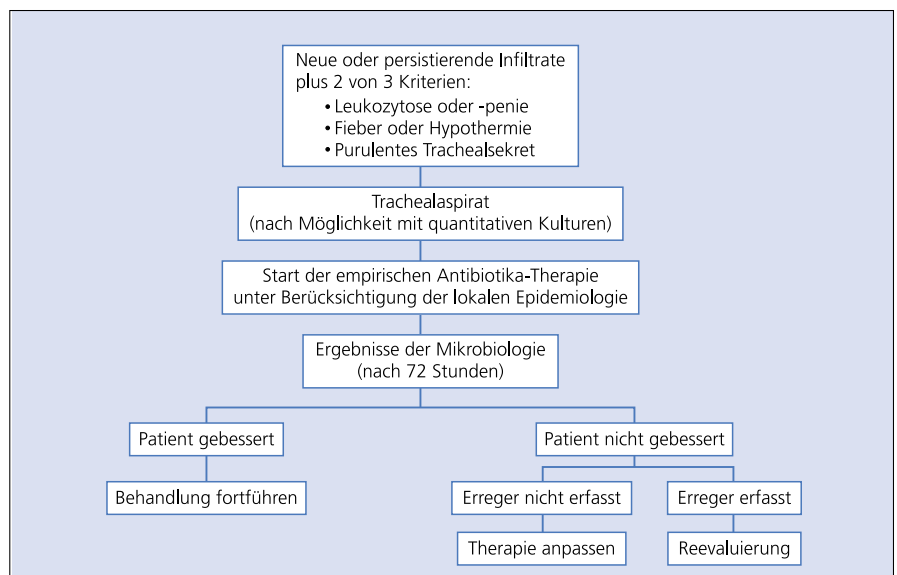 Neue oder persistierende Infiltrate
plus 2 von 3 Kriterien:
• Leukozytose oder -penie
• Fieber oder Hypothermie
• Purulentes Trachealsekret
Trachealaspirat
(nach Möglichkeit mit quantitativen Kulturen)
Start der empirischen Antibiotika-Therapie
unter Berücksichtigung der lokalen Epidemiologie
Ergebnisse der Mikrobiologie
(nach 72 Stunden)
Patient gebessert
Patient nicht gebessert
Behandlung fortführen
Erreger nicht erfasst
Erreger erfasst
Therapie anpassen
Reevaluierung